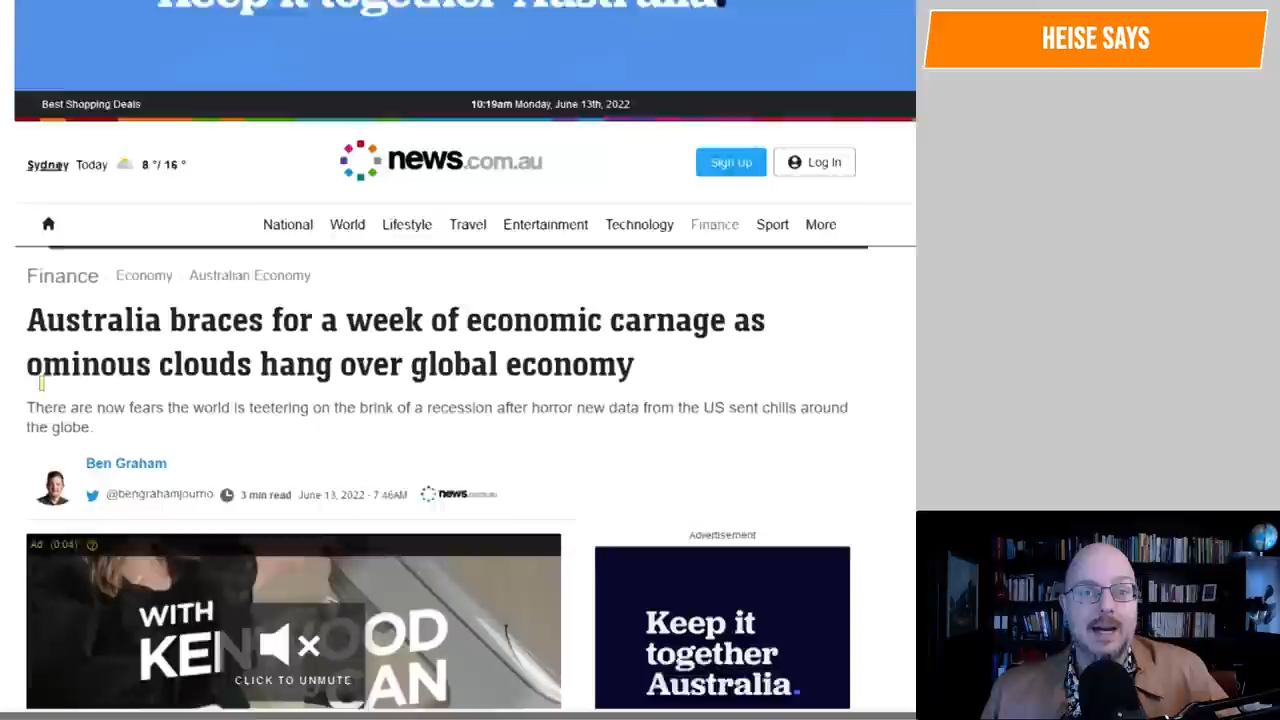 Keep it together Australia.
HEISE SAYS
Best Shopping Deals
10:19am Monday, June 13th, 2022
Sydney Today 8 °/ 16 °
news.com.au
Sign up
Log In
National World Lifestyle Travel Entertainment Technology Finance Sport More
Finance Economy Australian Economy
Australia braces for a week of economic carnage as
ominous clouds hang over global economy
There are now fears the world is teetering on the brink of a recession after horror new data from the US sent chills around
the globe.
Ben Graham
@bengrahamjourno 3 min read June 13, 2022 - 7:46AM news.com.au
Advertisement
Ad (0:04)
WITH
CLICK TO UNMUTE
Keep it
together
Australia.